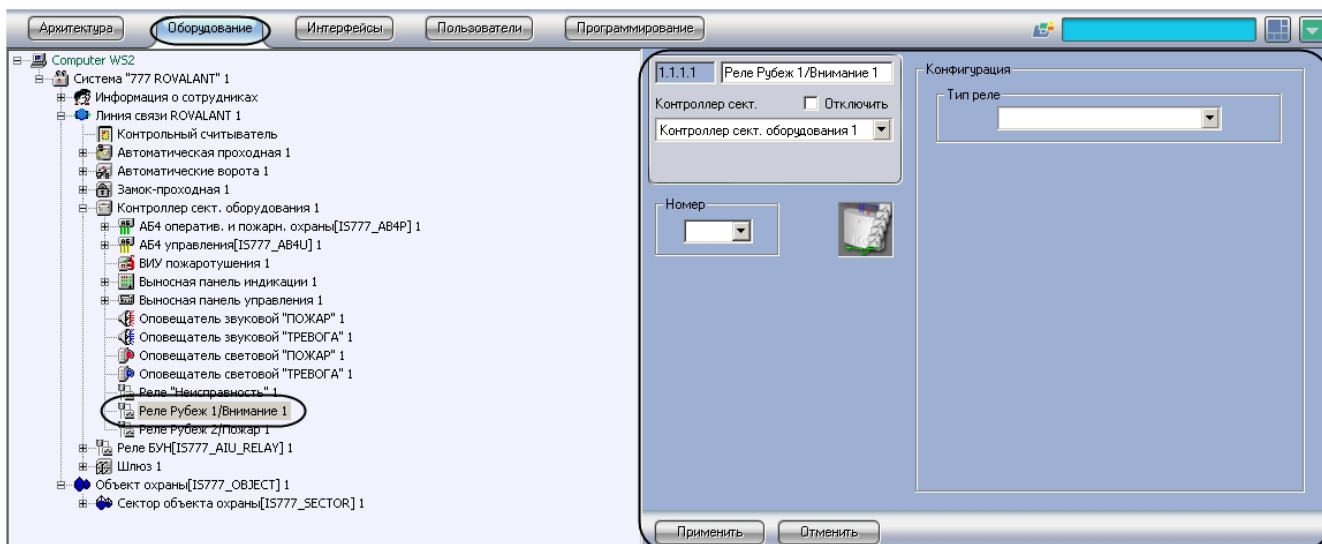 Архитектура Оборудование Интерфейсы Пользователи Программирование
Computer WS2
Система "777 ROVALANT" 1
Информация о сотрудниках
Линия связи ROVALANT 1
Контрольный считыватель
Автоматическая проходная 1
Автоматические ворота 1
Замок-проходная 1
Контроллер сект. оборудования 1
АБ4 оператив. и пожарн. охраны[IS777_AB4P] 1
АБ4 управления[IS777_AB4U] 1
ВИУ пожаротушения 1
Выносная панель индикации 1
Выносная панель управления 1
Оповещатель звуковой "ПОЖАР" 1
Оповещатель звуковой "ТРЕВОГА" 1
Оповещатель световой "ПОЖАР" 1
Оповещатель световой "ТРЕВОГА" 1
Реле "Неисправность" 1
Реле Рубеж 1/Внимание 1
Реле Рубеж 2/Пожар 1
Реле БУН[IS777_AIU_RELAY] 1
Шлюз 1
Объект охраны[IS777_OBJECT] 1
Сектор объекта охраны[IS777_SECTOR] 1
1.1.1.1 Реле Рубеж 1/Внимание 1
Контроллер сект. Отключить
Контроллер сект. оборудования 1
Номер
Конфигурация
Тип реле
Применить Отменить